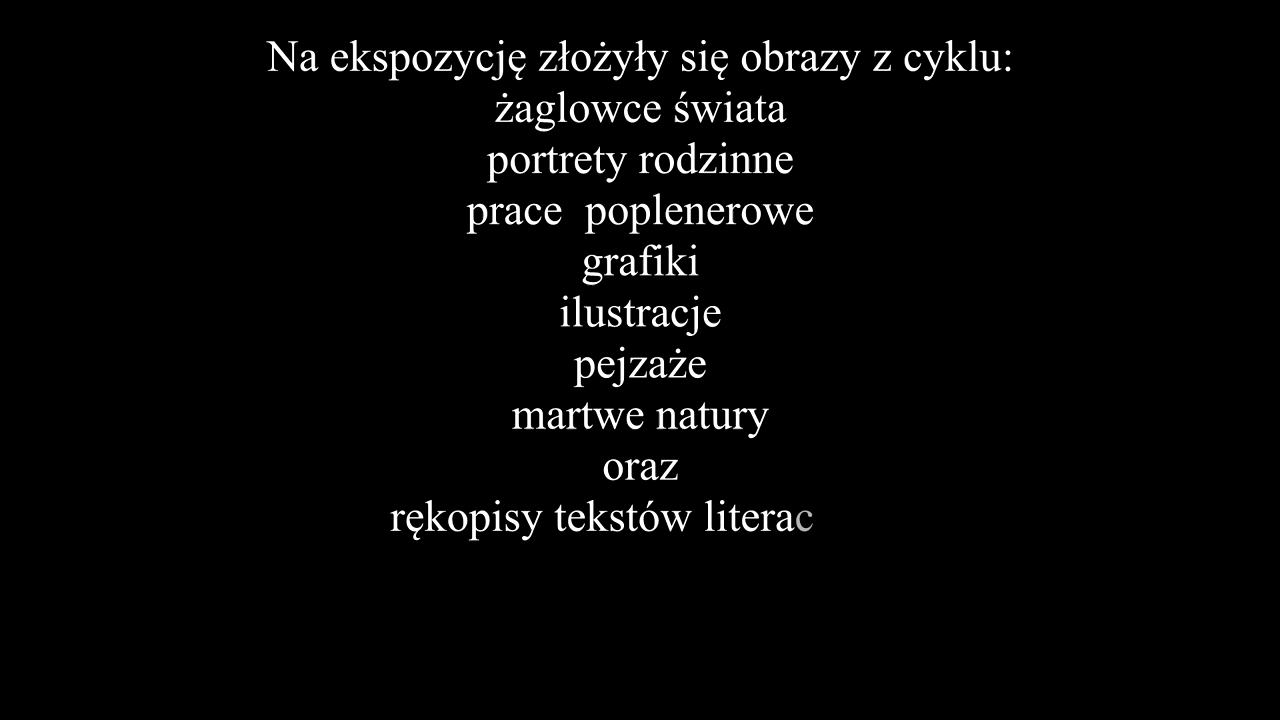 Na ekspozycję złożyły się obrazy z cyklu:
żaglowce świata
portrety rodzinne
prace  poplenerowe
grafiki
ilustracje
pejzaże
martwe natury
oraz
rękopisy tekstów literac